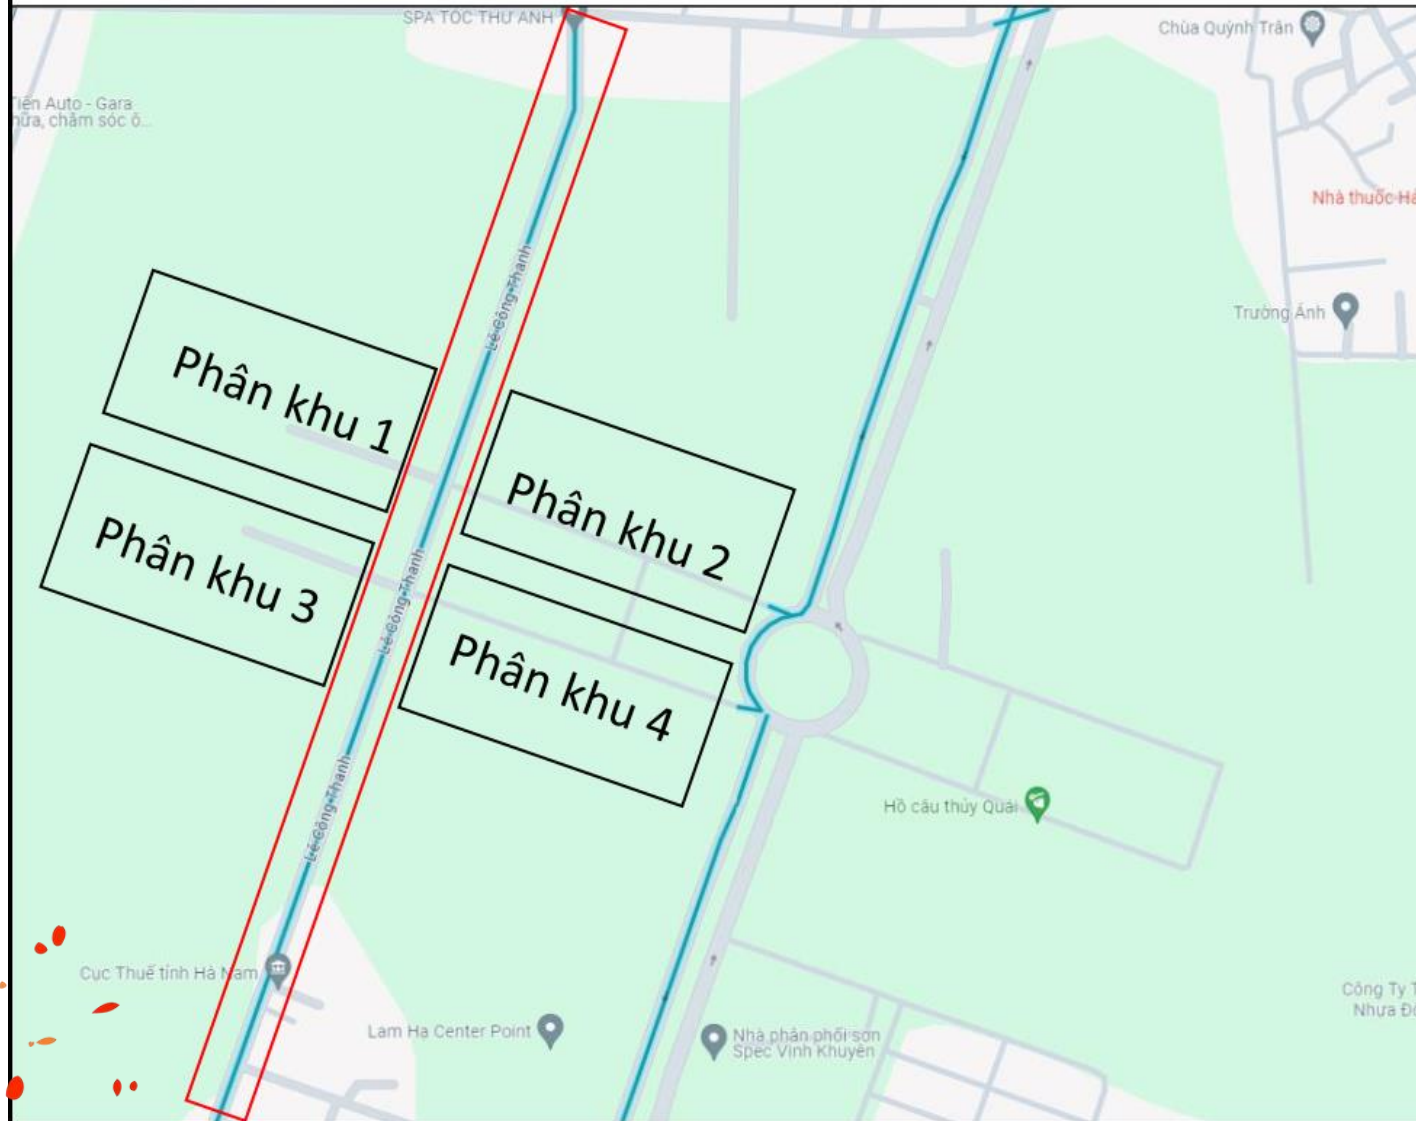 SPA TÓC THƯ ANH
Chùa Quỳnh Trân
Tiến Auto - Gara
hữa, chăm sóc ô...
Nhà thuốc Hà
Lê Công Thanh
Trường Ánh
Phân khu 1
Phân khu 2
Phân khu 3
Lê Công Thanh
Phân khu 4
Lê Công Thanh
Hồ câu thủy Quái
Cục Thuế tỉnh Hà Nam
Công Ty T
Nhựa Đ
Lam Hạ Center Point
Nhà phân phối sơn
Spec Vinh Khuyên